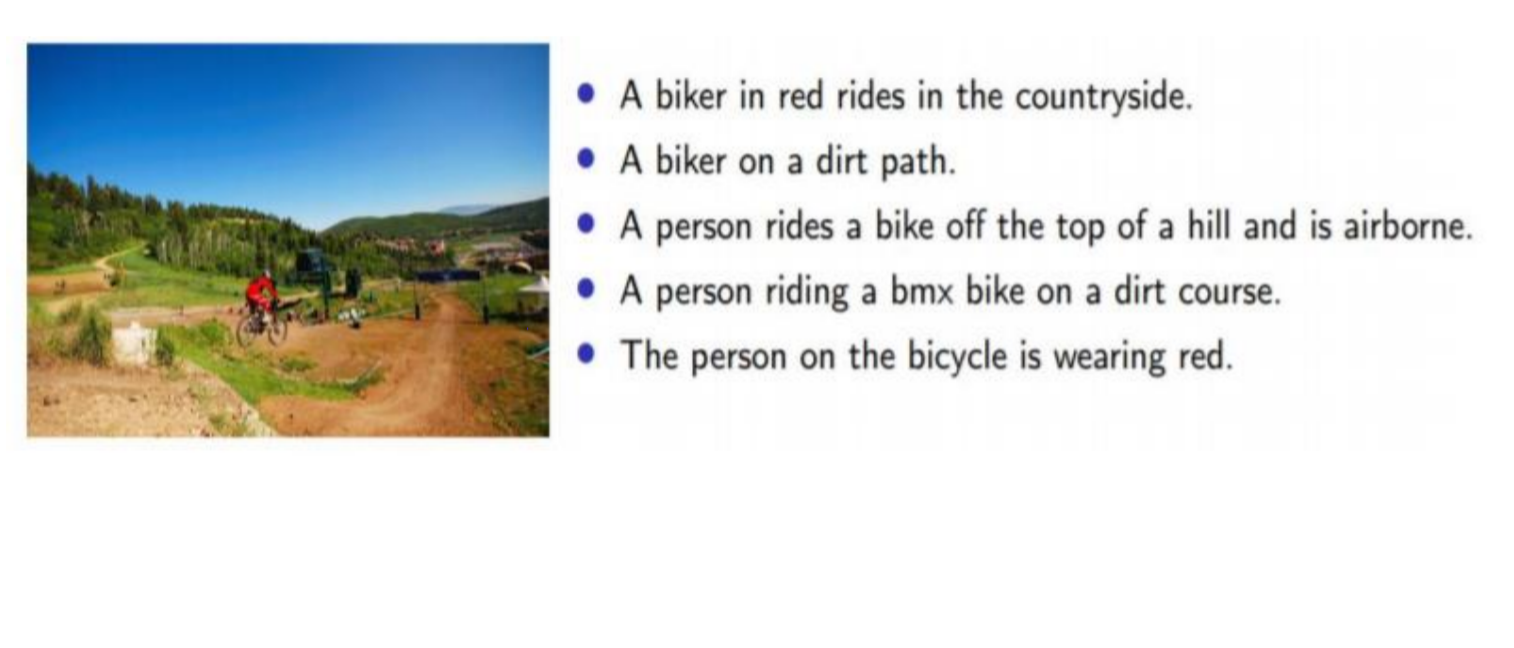 A biker in red rides in the countryside.
A biker on a dirt path.
A person rides a bike off the top of a hill and is airborne.
A person riding a bmx bike on a dirt course.
The person on the bicycle is wearing red.